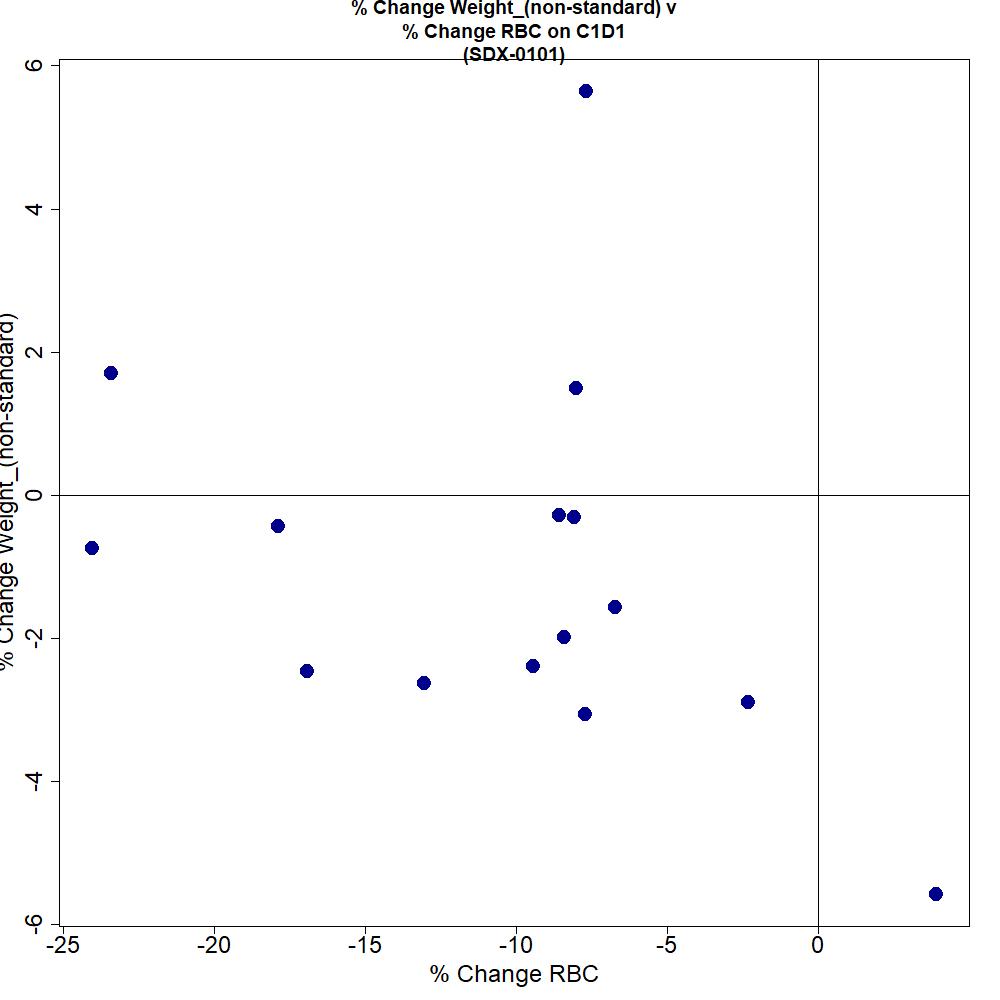 % Change Weight_(non-standard) v
% Change RBC on C1D1
(SDX-0101)
% Change Weight_(non-standard)
6
4
2
0
-2
-4
-6
-25 -20 -15 -10 -5 0
% Change RBC